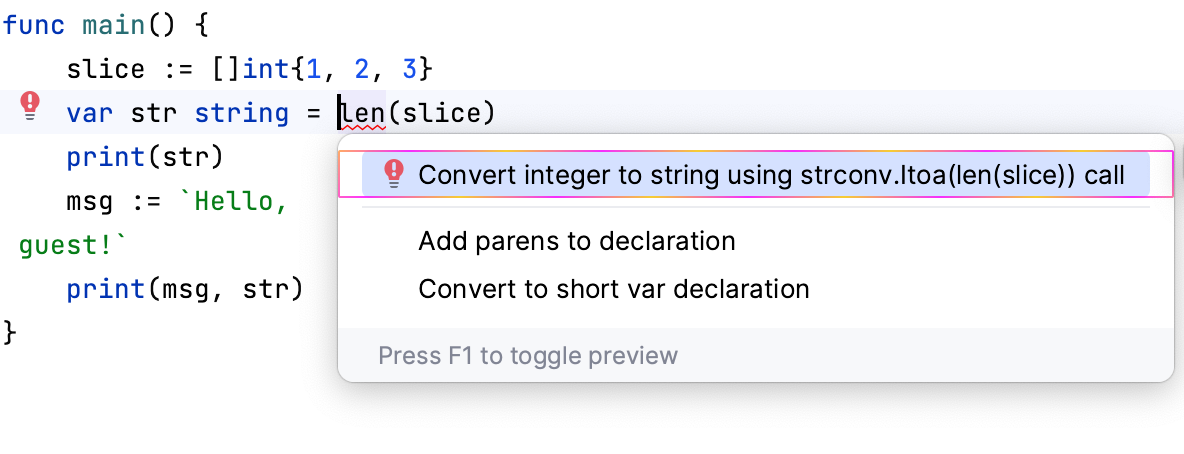 func main() {
    slice := []int{1, 2, 3}
    var str string = len(slice)
    print(str)
    msg := `Hello,
 guest!`
    print(msg, str)
}
Convert integer to string using strconv.Itoa(len(slice)) call
Add parens to declaration
Convert to short var declaration
Press F1 to toggle preview